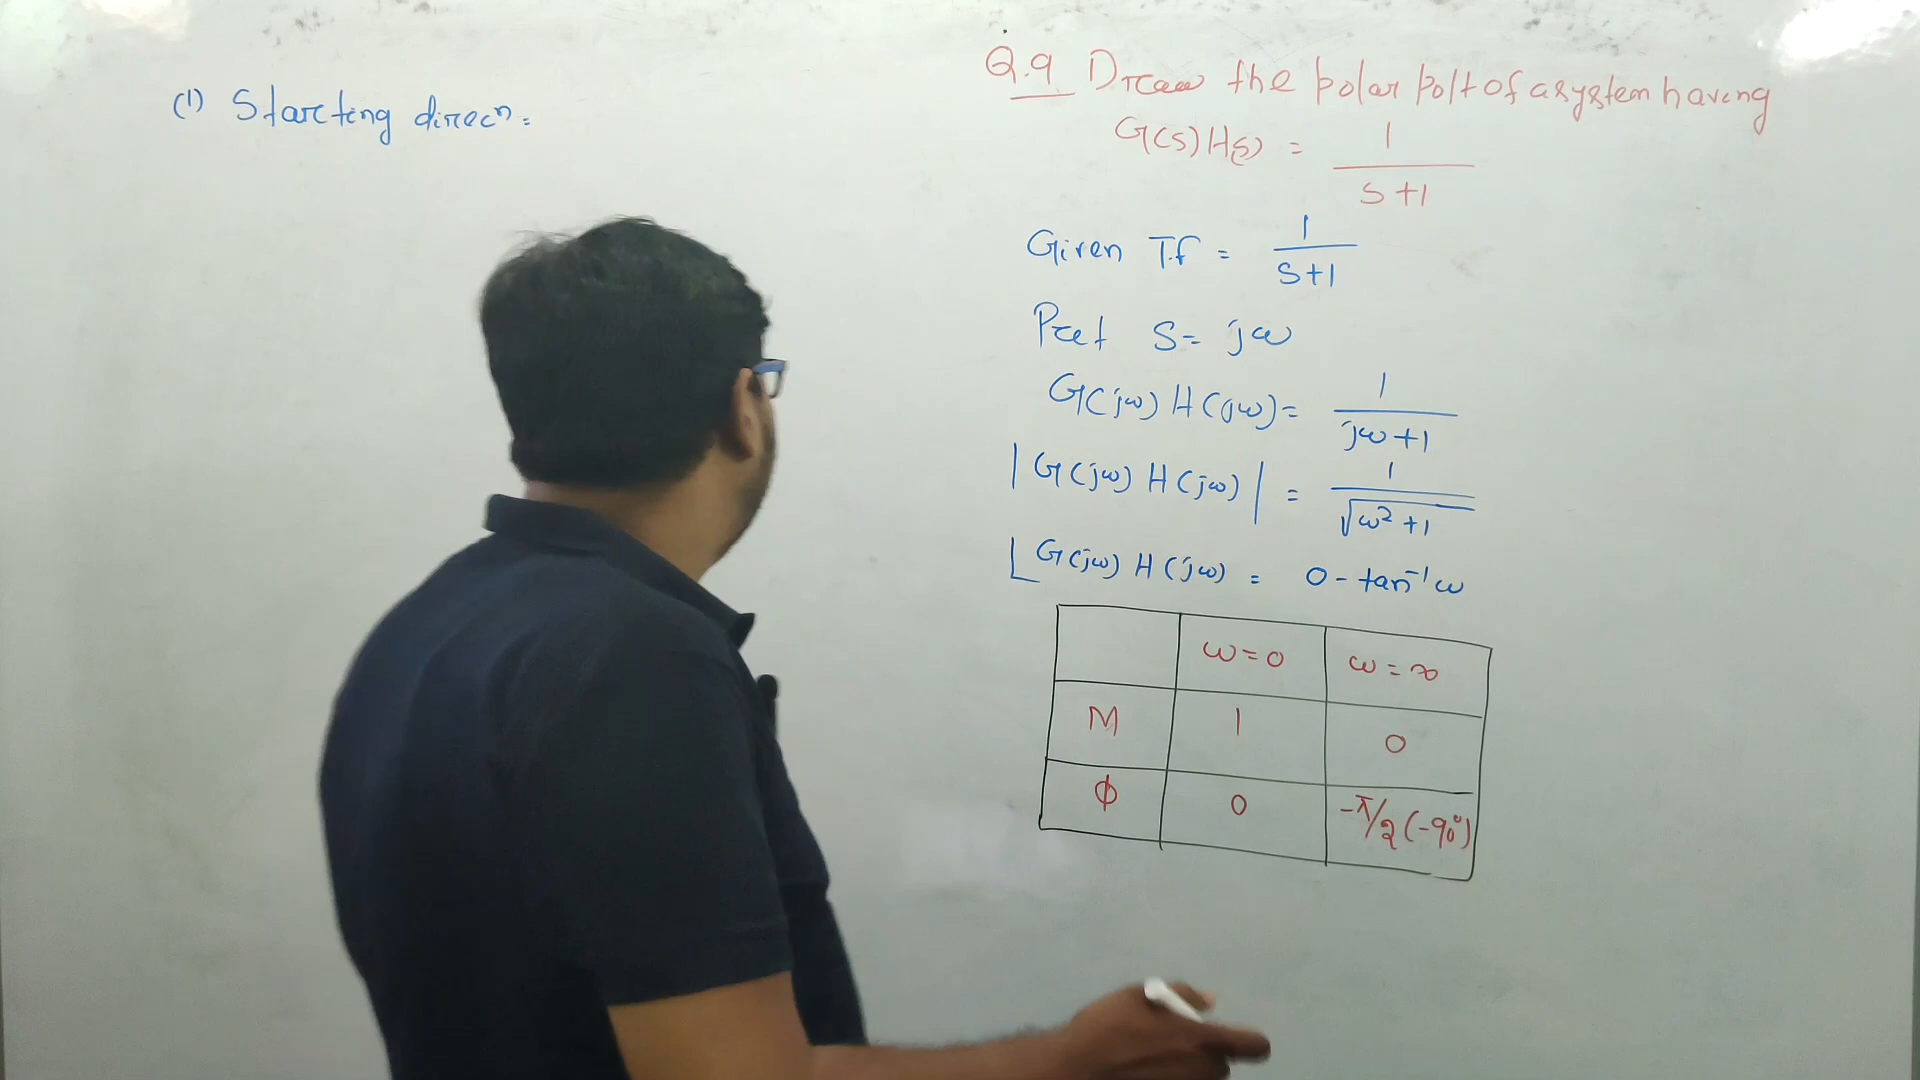 (1) Starting direcn:
Q.9 Draw the polar Polt of a system having
G(s)H(s) = 1/(s+1)
Given T.f = 1/(s+1)
Put S = jω
G(jω) H(jω) = 1/(jω+1)
|G(jω) H(jω)| = 1/√(ω²+1)
∠G(jω) H(jω) = 0 - tan⁻¹ω
ω=0 ω=∞
M 1 0
ϕ 0 -π/2 (-90°)